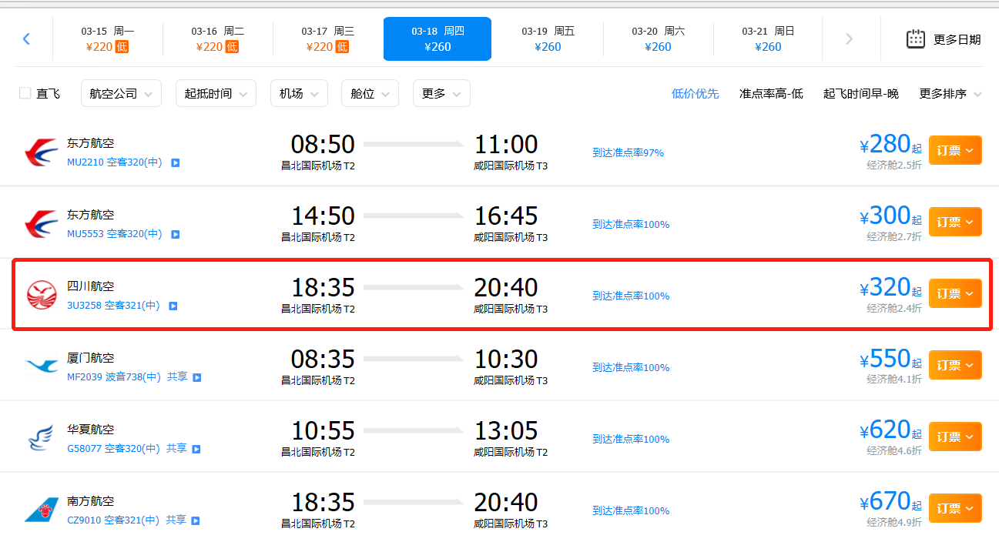 03-15 周一
¥220 低
03-16 周二
¥220 低
03-17 周三
¥220 低
03-18 周四
¥260
03-19 周五
¥260
03-20 周六
¥260
03-21 周日
¥260
更多日期
直飞 航空公司 起抵时间 机场 舱位 更多 低价优先 准点率高-低 起飞时间早-晚 更多排序
东方航空
MU2210 空客320(中)
08:50
昌北国际机场 T2
11:00
咸阳国际机场 T3
到达准点率97%
¥280起
经济舱2.5折
订票
东方航空
MU5553 空客320(中)
14:50
昌北国际机场 T2
16:45
咸阳国际机场 T3
到达准点率100%
¥300起
经济舱2.7折
订票
四川航空
3U3258 空客321(中)
18:35
昌北国际机场 T2
20:40
咸阳国际机场 T3
到达准点率100%
¥320起
经济舱2.4折
订票
厦门航空
MF2039 波音738(中) 共享
08:35
昌北国际机场 T2
10:30
咸阳国际机场 T3
到达准点率100%
¥550起
经济舱4.1折
订票
华夏航空
G58077 空客320(中) 共享
10:55
昌北国际机场 T2
13:05
咸阳国际机场 T2
到达准点率100%
¥620起
经济舱4.6折
订票
南方航空
CZ9010 空客321(中) 共享
18:35
昌北国际机场 T2
20:40
咸阳国际机场 T3
到达准点率100%
¥670起
经济舱4.9折
订票